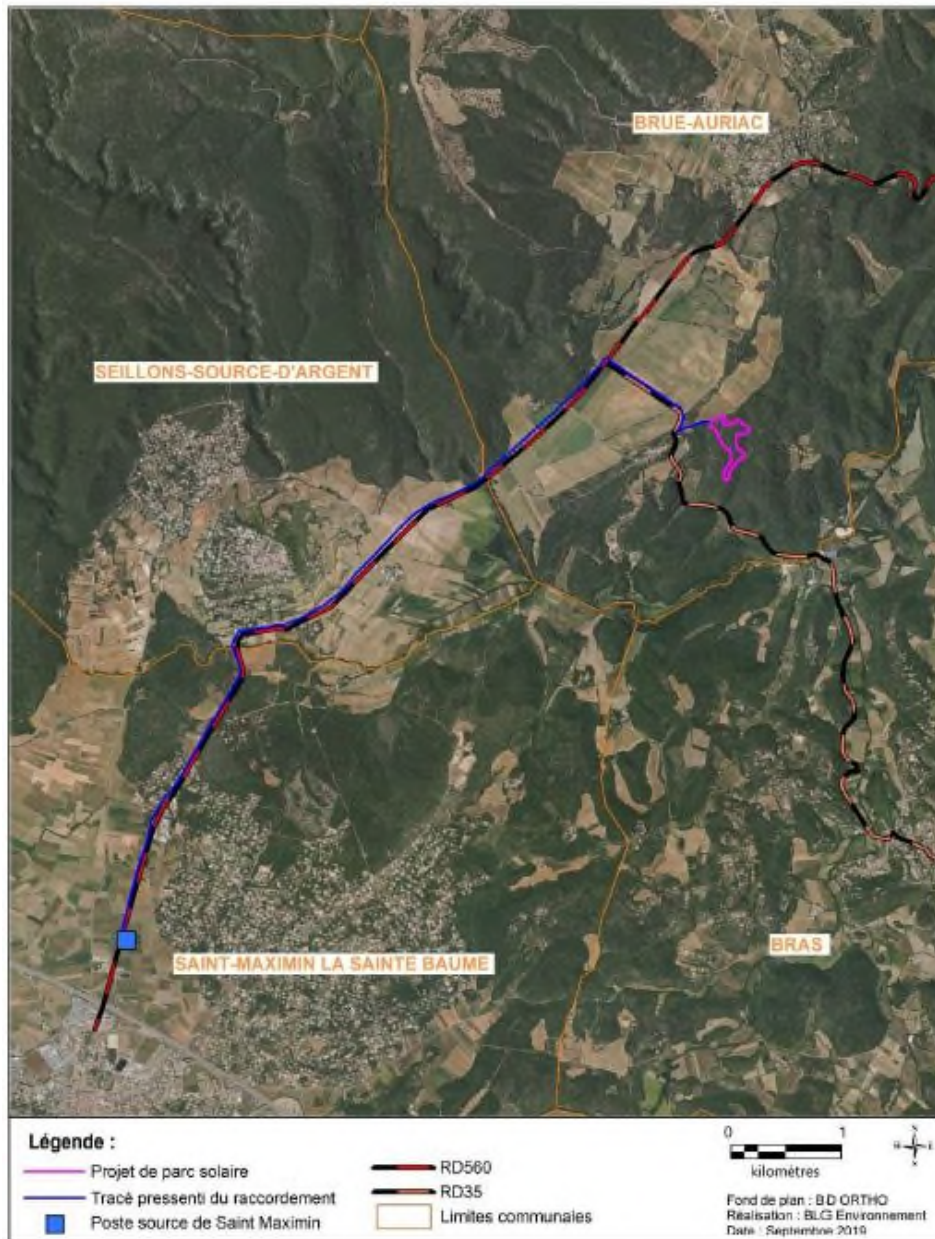 BRUE-AURIAC
SEILLONS-SOURCE-D'ARGENT
SAINT-MAXIMIN LA SAINTE BAUME
BRAS
Légende :
Projet de parc solaire
Tracé pressenti du raccordement
Poste source de Saint Maximin
RD560
RD35
Limites communales
0 1
kilomètres
N
Fond de plan : BD ORTHO
Réalisation : BLG Environnement
Date : Septembre 2019